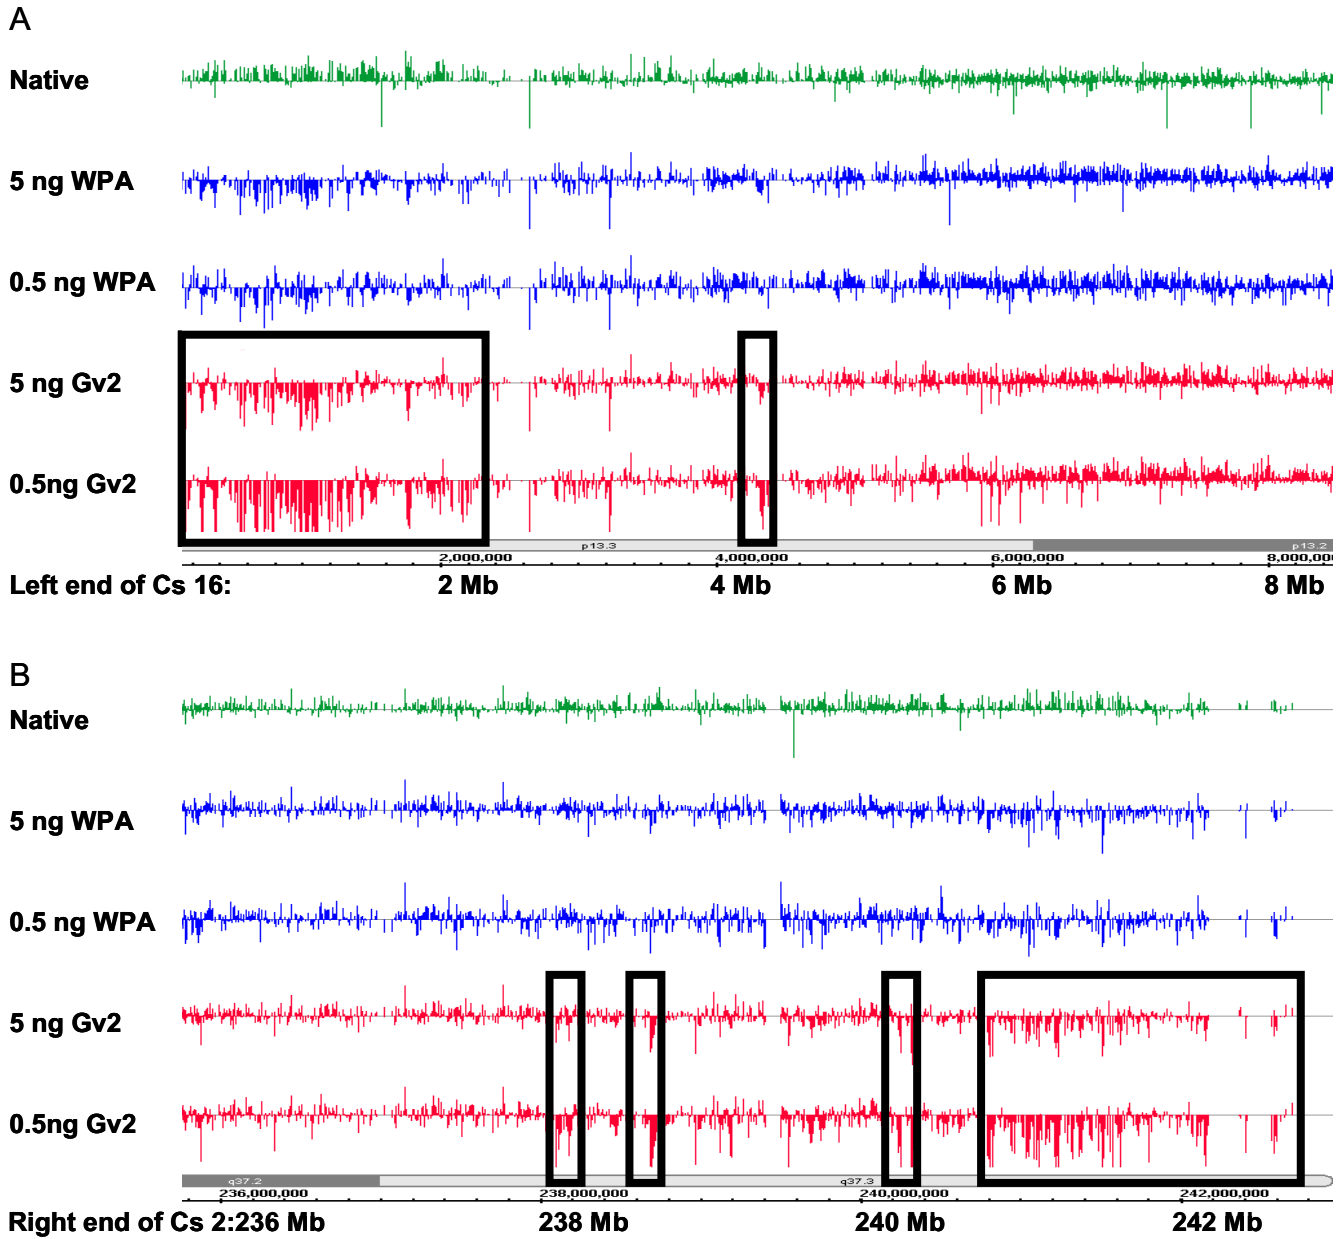 A
Native
5 ng WPA
0.5 ng WPA
5 ng Gv2
0.5ng Gv2
p13.3 p13.2
2,000,000 4,000,000 6,000,000 8,000,000
Left end of Cs 16: 2 Mb 4 Mb 6 Mb 8 Mb
B
Native
5 ng WPA
0.5 ng WPA
5 ng Gv2
0.5ng Gv2
q37.2 q37.3
236,000,000 238,000,000 240,000,000 242,000,000
Right end of Cs 2:236 Mb 238 Mb 240 Mb 242 Mb